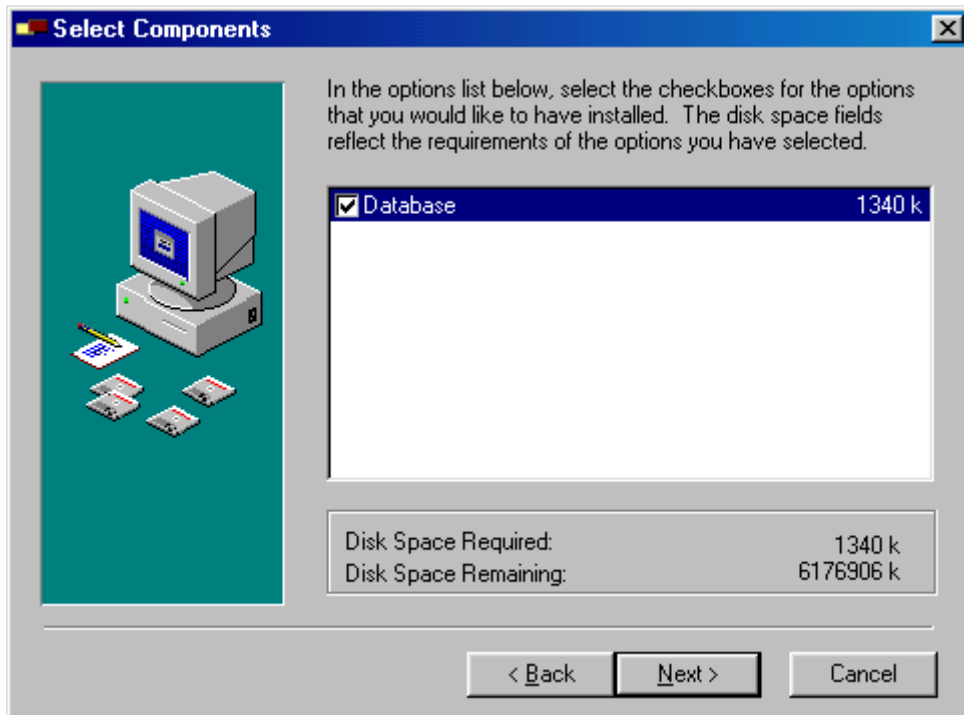 Select Components
In the options list below, select the checkboxes for the options
that you would like to have installed. The disk space fields
reflect the requirements of the options you have selected.
Database 1340 k
Disk Space Required: 1340 k
Disk Space Remaining: 6176906 k
< Back Next > Cancel